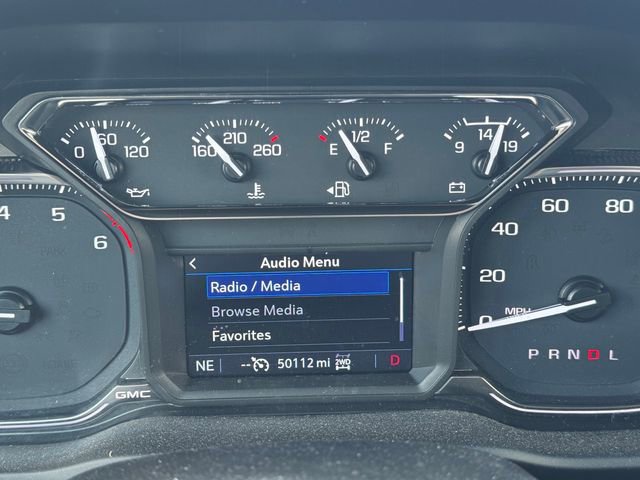 0 60 120
160 210 260
E 1/2 F
9 14 19
4 5 6
Audio Menu
Radio / Media
Browse Media
Favorites
NE -- 50112 mi 2WD D
0 20 40 60 80
MPH
P R N D L
GMC